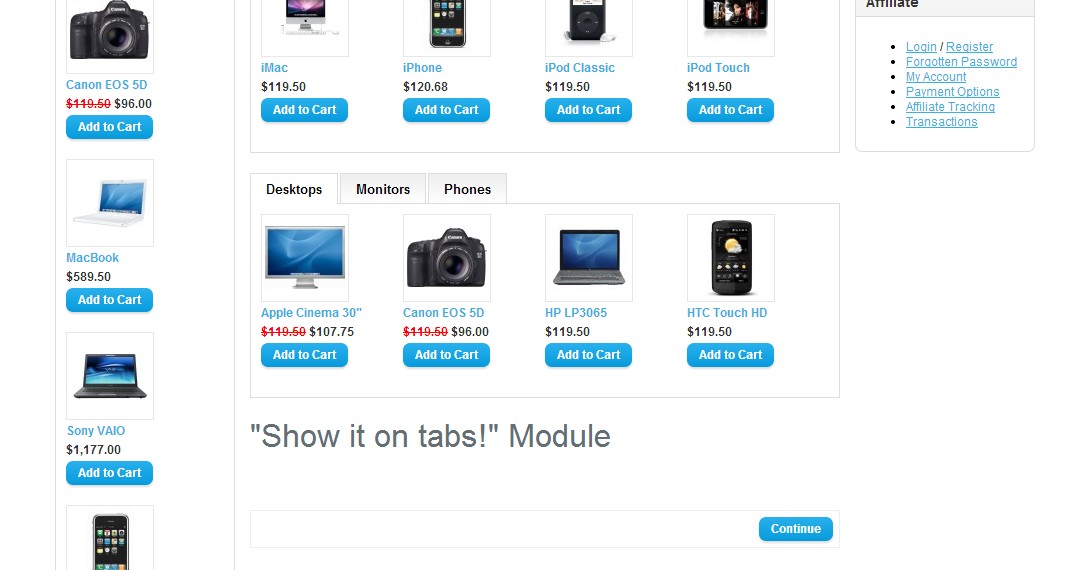 Canon EOS 5D
$119.50 $96.00
Add to Cart
MacBook
$589.50
Add to Cart
Sony VAIO
$1,177.00
Add to Cart
iMac
$119.50
Add to Cart
iPhone
$120.68
Add to Cart
iPod Classic
$119.50
Add to Cart
iPod Touch
$119.50
Add to Cart
Desktops
Monitors
Phones
Canon
Apple Cinema 30"
$119.50 $107.75
Add to Cart
Canon EOS 5D
$119.50 $96.00
Add to Cart
HP LP3065
$119.50
Add to Cart
HTC Touch HD
$119.50
Add to Cart
"Show it on tabs!" Module
Continue
Affiliate
Login / Register
Forgotten Password
My Account
Payment Options
Affiliate Tracking
Transactions